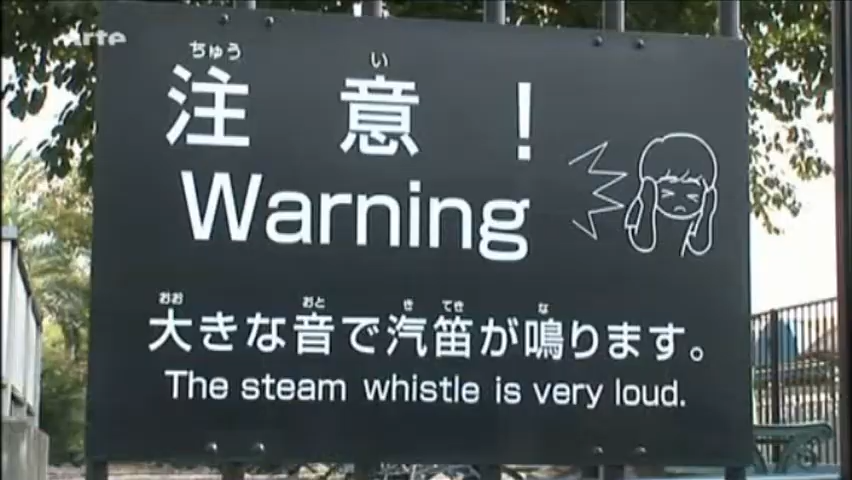 arte
ちゅう い
注意！
Warning
おお おと き てき な
大きな音で汽笛が鳴ります。
The steam whistle is very loud.